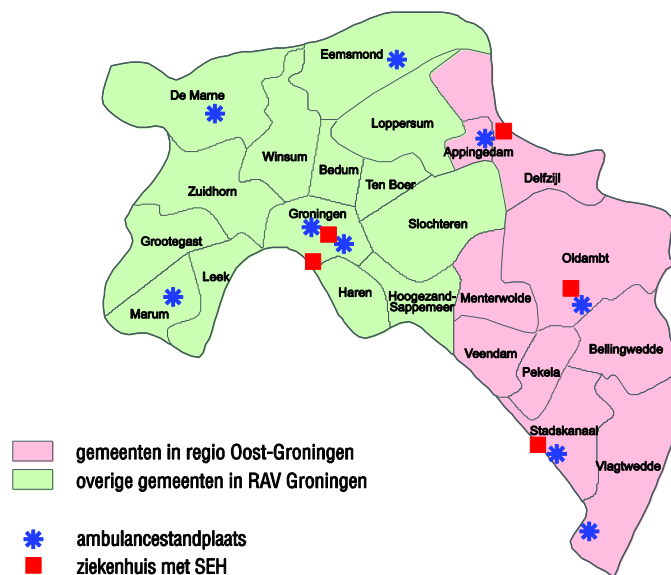 Eemsmond
De Marne
Loppersum
Appingedam
Winsum
Bedum
Ten Boer
Delfzijl
Zuidhorn
Groningen
Slochteren
Grootegast
Oldambt
Leek
Haren
Hoogezand-
Sappemeer
Menterwolde
Marum
Veendam
Bellingwedde
Pekela
Stadskanaal
Vlagtwedde
gemeenten in regio Oost-Groningen
overige gemeenten in RAV Groningen
ambulancestandplaats
ziekenhuis met SEH